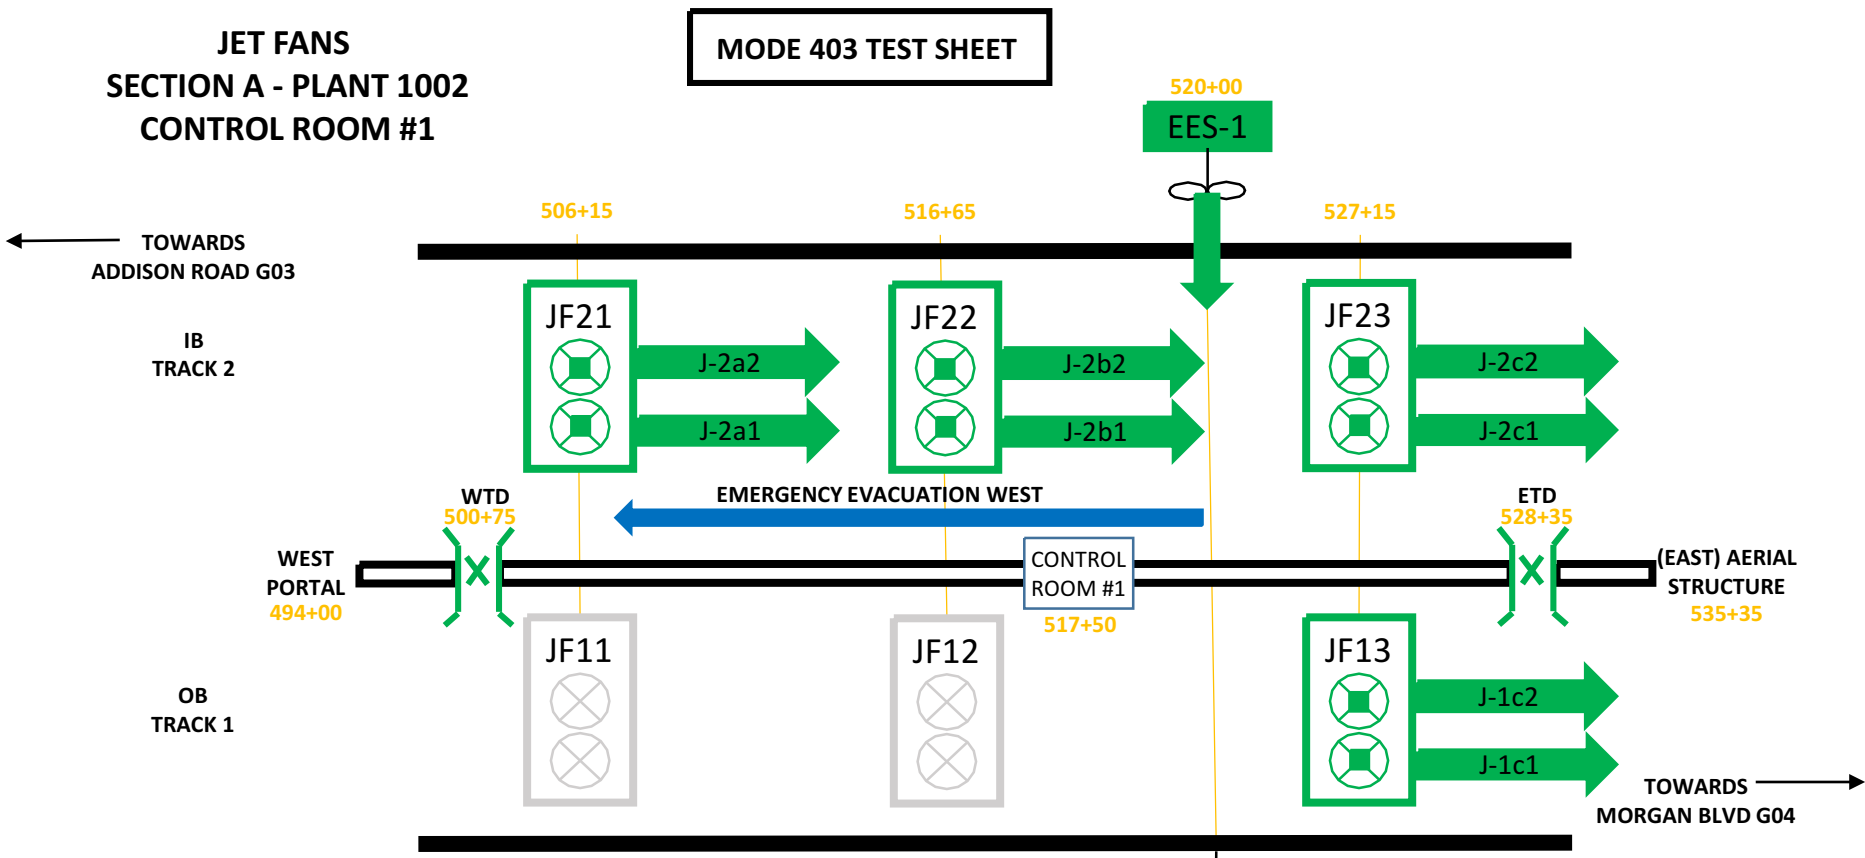 JET FANS
SECTION A - PLANT 1002
CONTROL ROOM #1
MODE 403 TEST SHEET
520+00
EES-1
506+15
516+65
527+15
TOWARDS
ADDISON ROAD G03
IB
TRACK 2
JF21
J-2a2
J-2a1
JF22
J-2b2
J-2b1
JF23
J-2c2
J-2c1
WTD
500+75
EMERGENCY EVACUATION WEST
ETD
528+35
WEST
PORTAL
494+00
CONTROL
ROOM #1
517+50
(EAST) AERIAL
STRUCTURE
535+35
OB
TRACK 1
JF11
JF12
JF13
J-1c2
J-1c1
TOWARDS
MORGAN BLVD G04